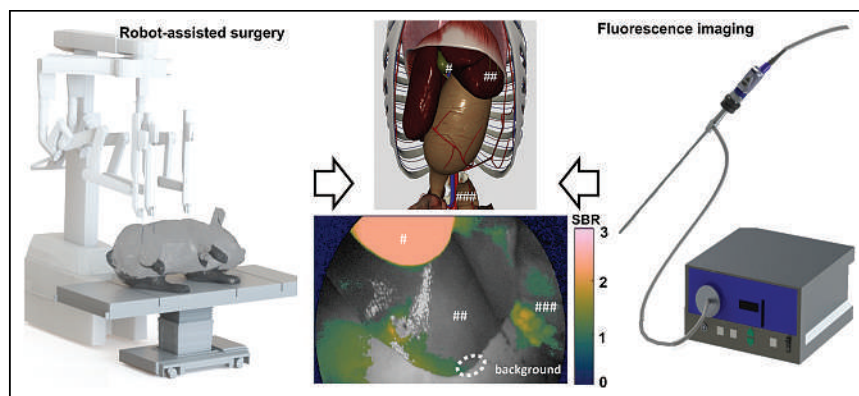 Robot-assisted surgery
Fluorescence imaging
#
##
###
SBR
3
#
2
###
##
1
background
0